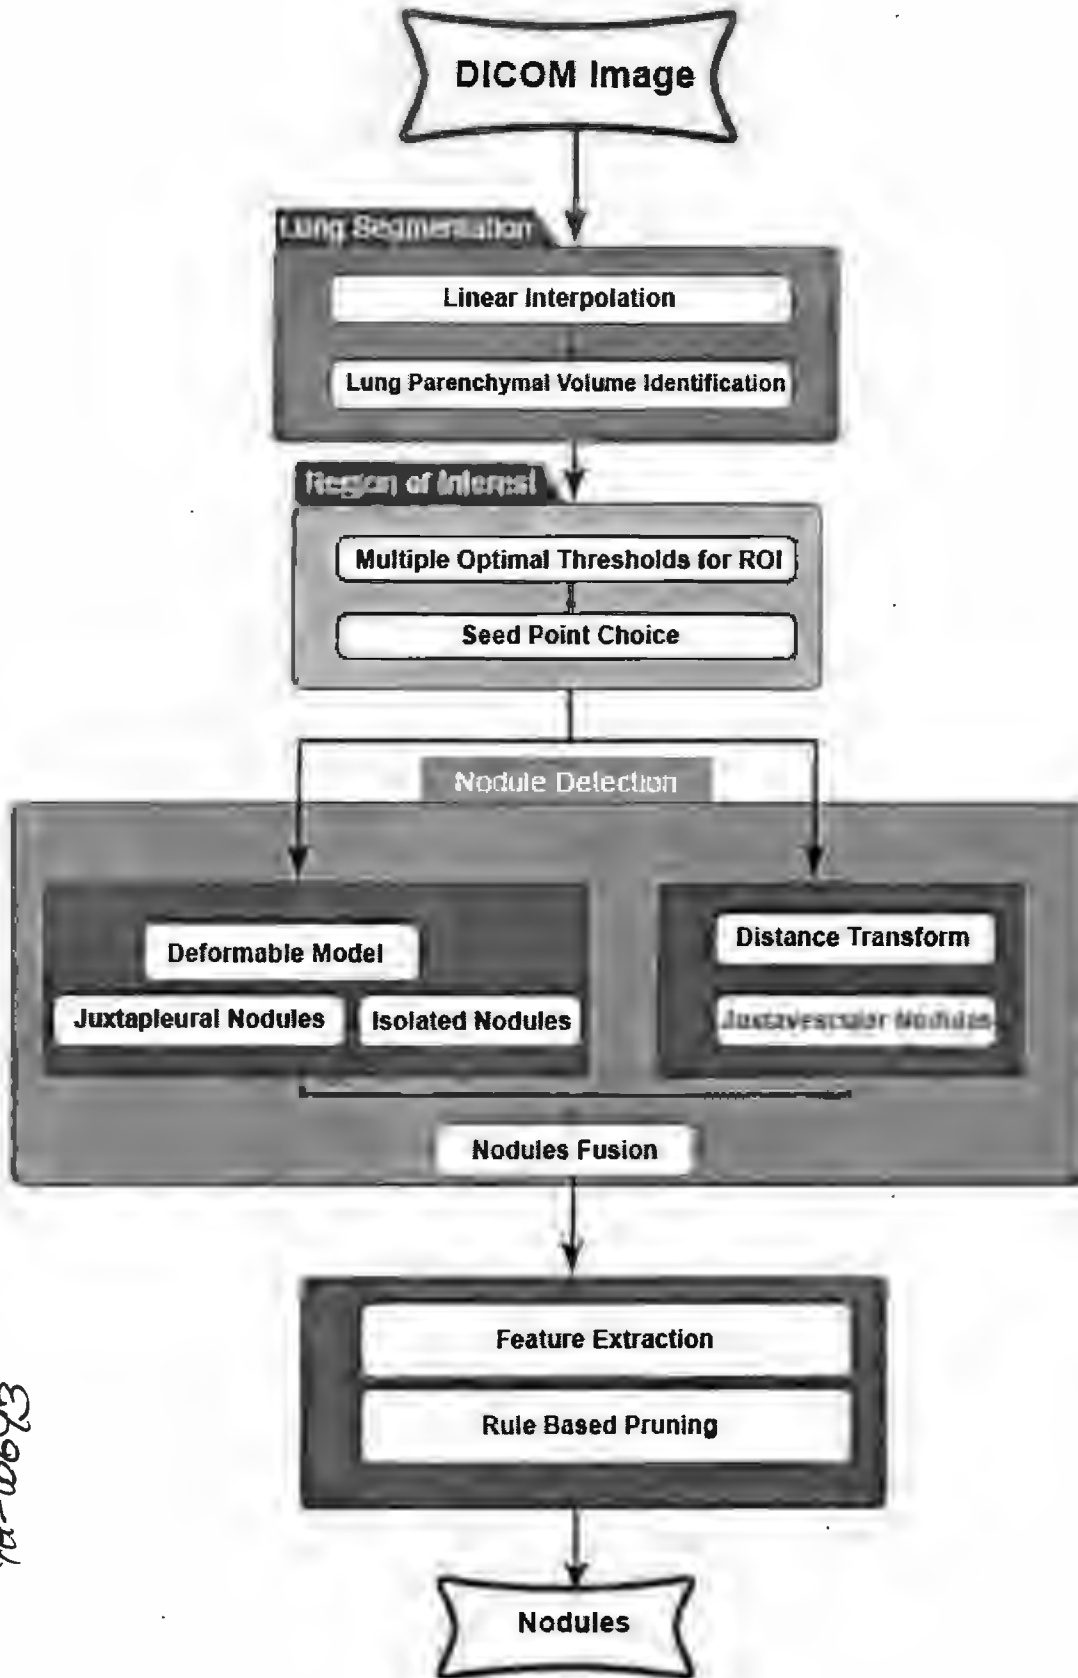 DICOM Image
Lung Segmentation
Linear Interpolation
Lung Parenchymal Volume Identification
Region of Interest
Multiple Optimal Thresholds for ROI
Seed Point Choice
Nodule Detection
Deformable Model
Juxtapleural Nodules
Isolated Nodules
Distance Transform
Juxtavescular Nodules
Nodules Fusion
Feature Extraction
Rule Based Pruning
Nodules